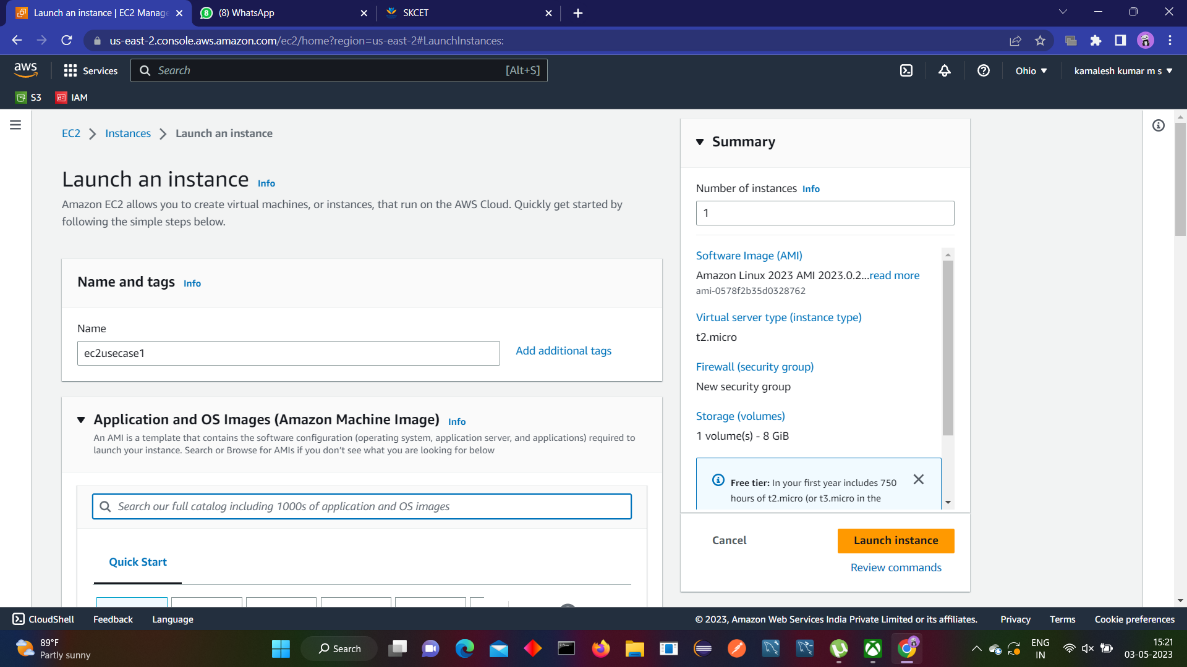 Launch an instance | EC2 Manage
(8) WhatsApp
SKCET
us-east-2.console.aws.amazon.com/ec2/home?region=us-east-2#LaunchInstances:
aws
Services
Search
[Alt+S]
Ohio
kamalesh kumar m s
S3
IAM
EC2
Instances
Launch an instance
Launch an instance Info
Amazon EC2 allows you to create virtual machines, or instances, that run on the AWS Cloud. Quickly get started by
following the simple steps below.
Name and tags Info
Name
ec2usecase1
Add additional tags
Application and OS Images (Amazon Machine Image) Info
An AMI is a template that contains the software configuration (operating system, application server, and applications) required to
launch your instance. Search or Browse for AMIs if you don't see what you are looking for below
Search our full catalog including 1000s of application and OS images
Quick Start
Summary
Number of instances Info
1
Software Image (AMI)
Amazon Linux 2023 AMI 2023.0.2...read more
ami-0578f2b35d0328762
Virtual server type (instance type)
t2.micro
Firewall (security group)
New security group
Storage (volumes)
1 volume(s) - 8 GiB
Free tier: In your first year includes 750
hours of t2.micro (or t3.micro in the
Cancel
Launch instance
Review commands
CloudShell
Feedback
Language
© 2023, Amazon Web Services India Private Limited or its affiliates.
Privacy
Terms
Cookie preferences
89°F
Partly sunny
Search
ENG
IN
15:21
03-05-2023